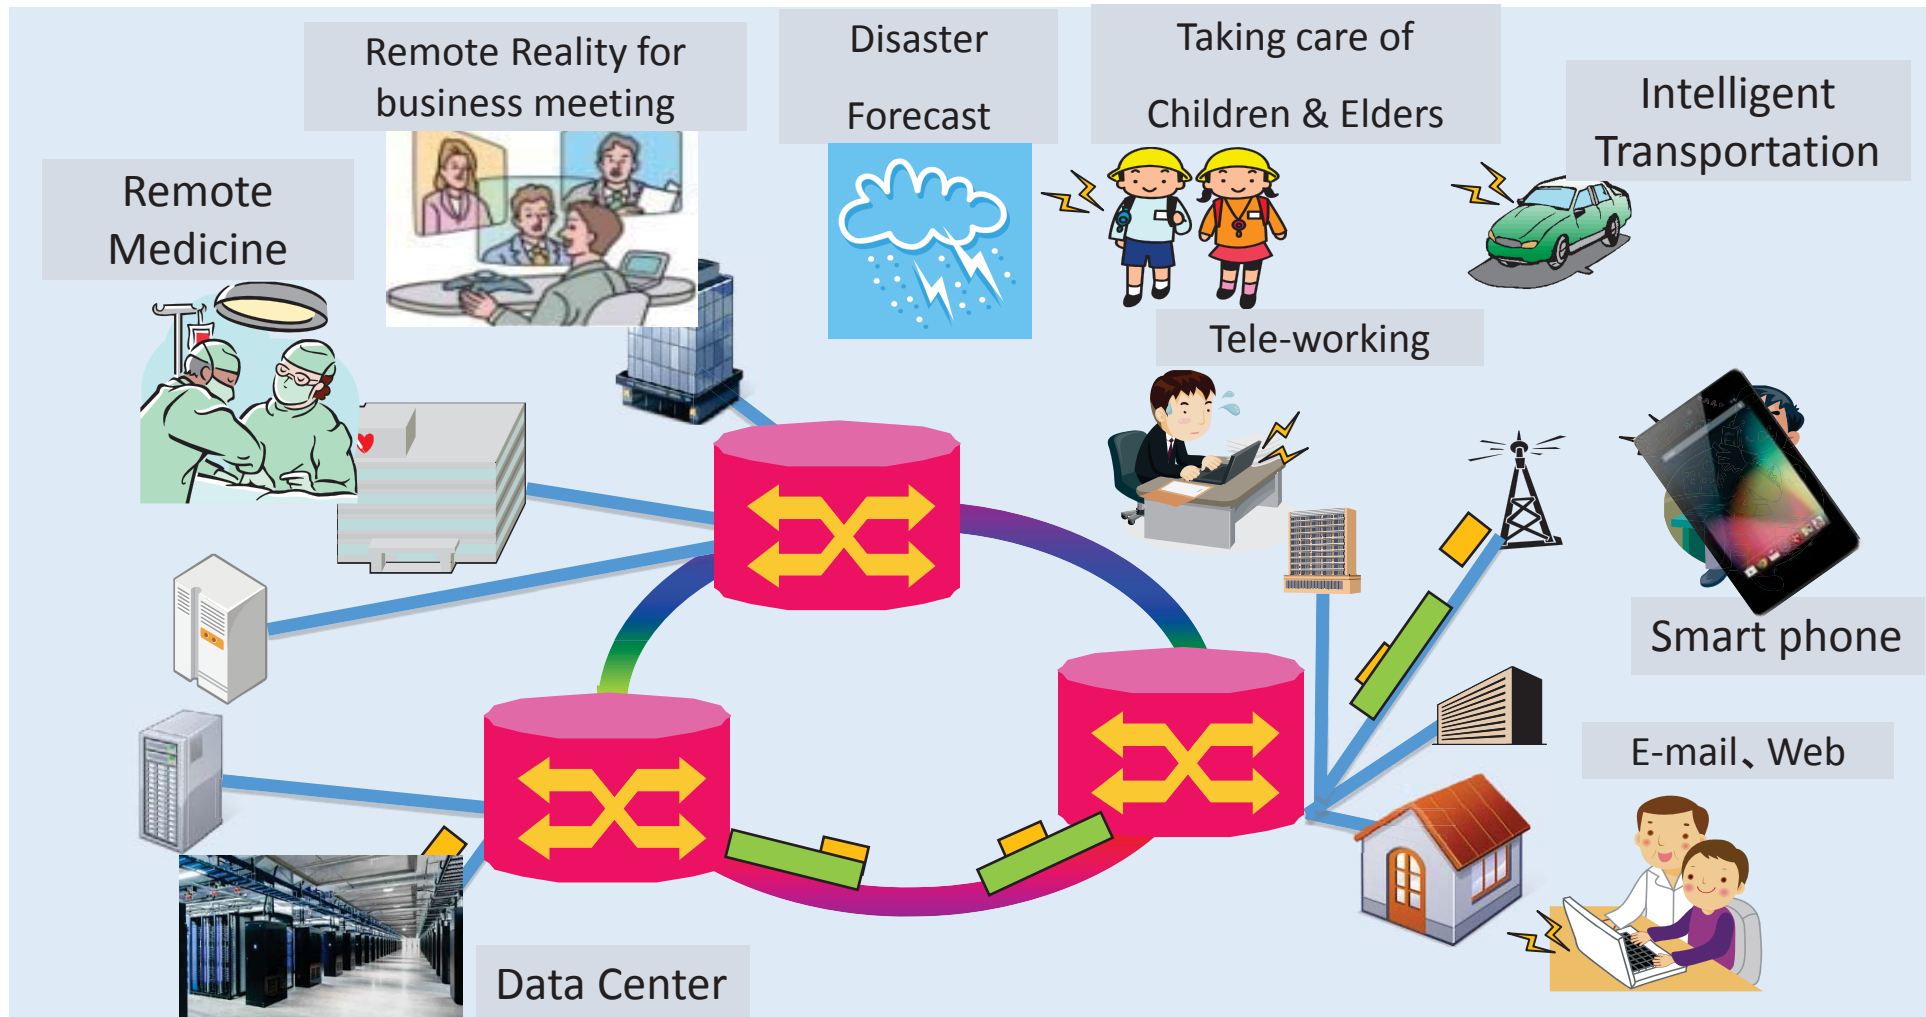 Remote Reality for
business meeting
Disaster
Forecast
Taking care of
Children & Elders
Intelligent
Transportation
Remote
Medicine
Tele-working
Smart phone
E-mail、Web
Data Center